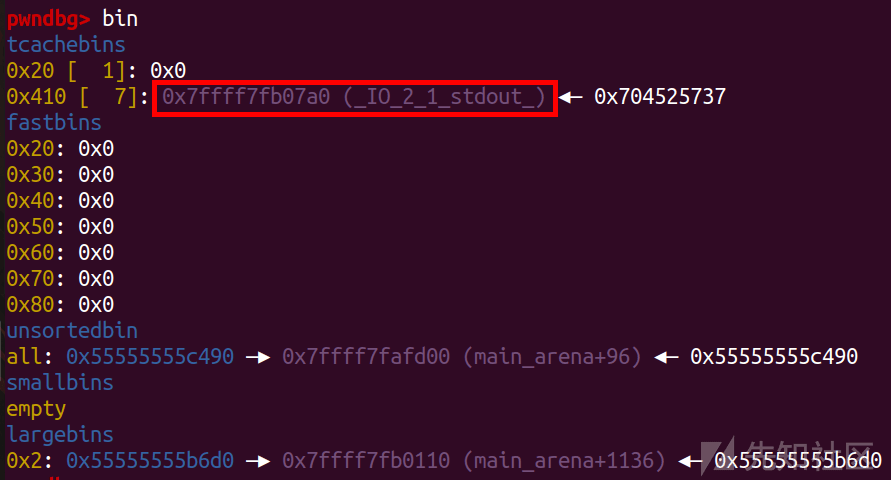 pwndbg> bin
tcachebins
0x20 [  1]: 0x0
0x410 [  7]: 0x7ffff7fb07a0 (_IO_2_1_stdout_) ◂— 0x704525737
fastbins
0x20: 0x0
0x30: 0x0
0x40: 0x0
0x50: 0x0
0x60: 0x0
0x70: 0x0
0x80: 0x0
unsortedbin
all: 0x55555555c490 —▸ 0x7ffff7fafd00 (main_arena+96) ◂— 0x55555555c490
smallbins
empty
largebins
0x2: 0x55555555b6d0 —▸ 0x7ffff7fb0110 (main_arena+1136) ◂— 0x55555555b6d0
先知社区